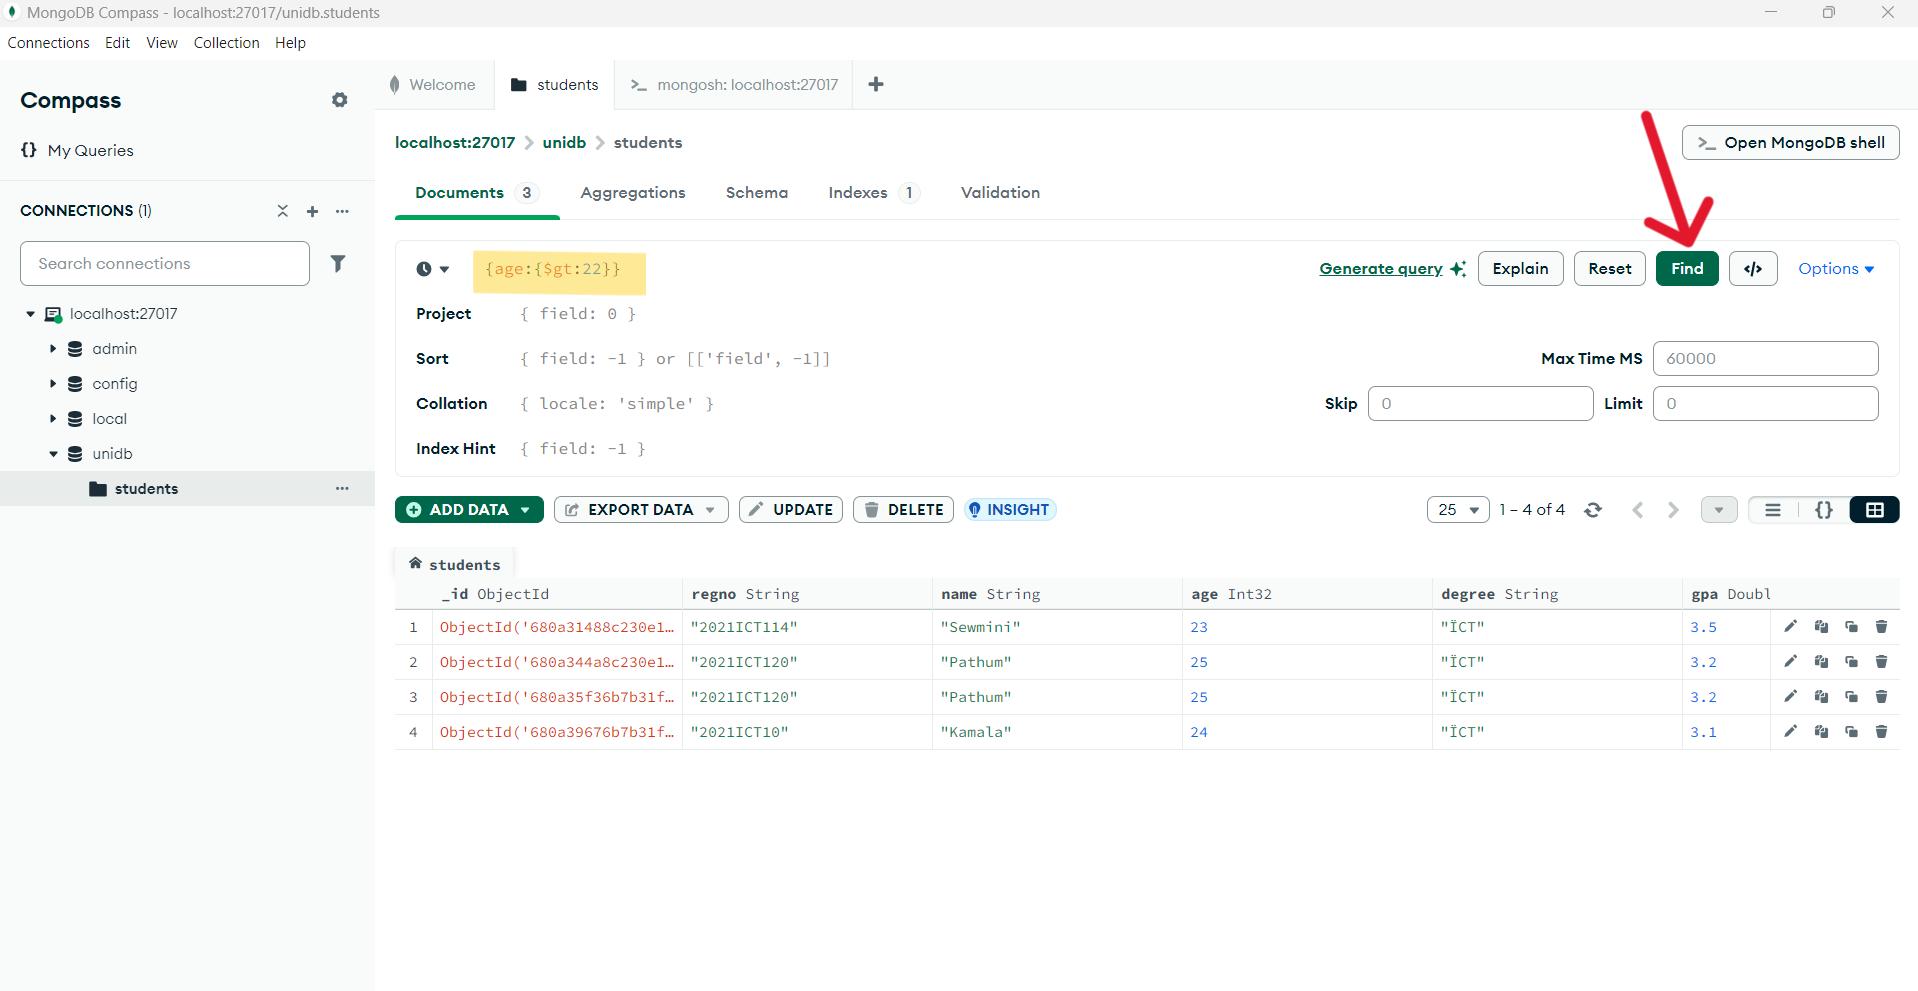 MongoDB Compass - localhost:27017/unidb.students
Connections Edit View Collection Help
Compass
My Queries
CONNECTIONS (1)
Search connections
localhost:27017
admin
config
local
unidb
students
Welcome
students
mongosh: localhost:27017
localhost:27017 > unidb > students
Open MongoDB shell
Documents 3 Aggregations Schema Indexes 1 Validation
{age:{$gt:22}}
Generate query Explain Reset Find </> Options
Project { field: 0 }
Sort { field: -1 } or [['field', -1]]
Max Time MS 60000
Collation { locale: 'simple' }
Skip 0 Limit 0
Index Hint { field: -1 }
ADD DATA EXPORT DATA UPDATE DELETE INSIGHT
25 1 – 4 of 4
students
_id ObjectId regno String name String age Int32 degree String gpa Doubl
1 ObjectId('680a31488c230e1… "2021ICT114" "Sewmini" 23 "ÏCT" 3.5
2 ObjectId('680a344a8c230e1… "2021ICT120" "Pathum" 25 "ÏCT" 3.2
3 ObjectId('680a35f36b7b31f… "2021ICT120" "Pathum" 25 "ÏCT" 3.2
4 ObjectId('680a39676b7b31f… "2021ICT10" "Kamala" 24 "ÏCT" 3.1